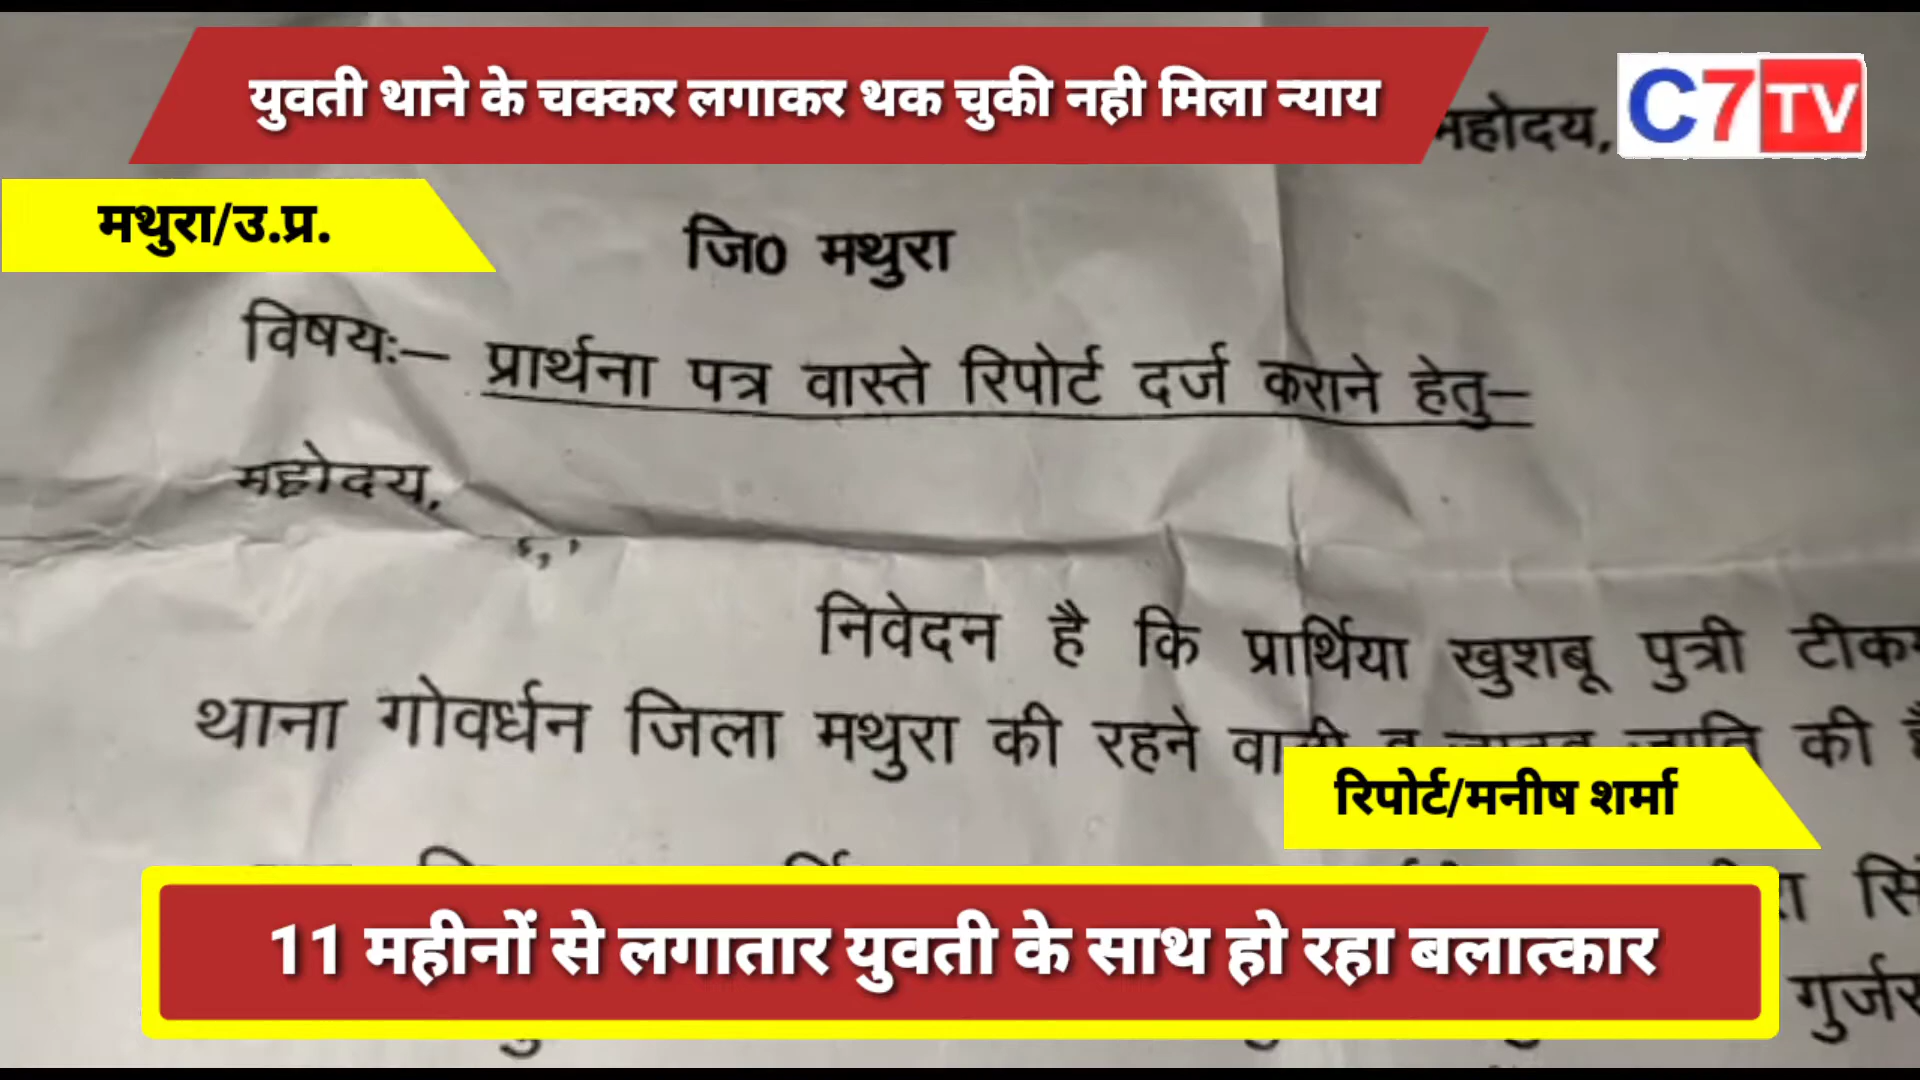 युवती थाने के चक्कर लगाकर थक चुकी नही मिला न्याय
महोदय,
C7TV
मथुरा/उ.प्र.
जि0 मथुरा
विषयः– प्रार्थना पत्र वास्ते रिपोर्ट दर्ज कराने हेतु–
महोदय,
निवेदन है कि प्रार्थिया खुशबू पुत्री
थाना गोवर्धन जिला मथुरा की रहने की
रिपोर्ट/मनीष शर्मा
11 महीनों से लगातार युवती के साथ हो रहा बलात्कार